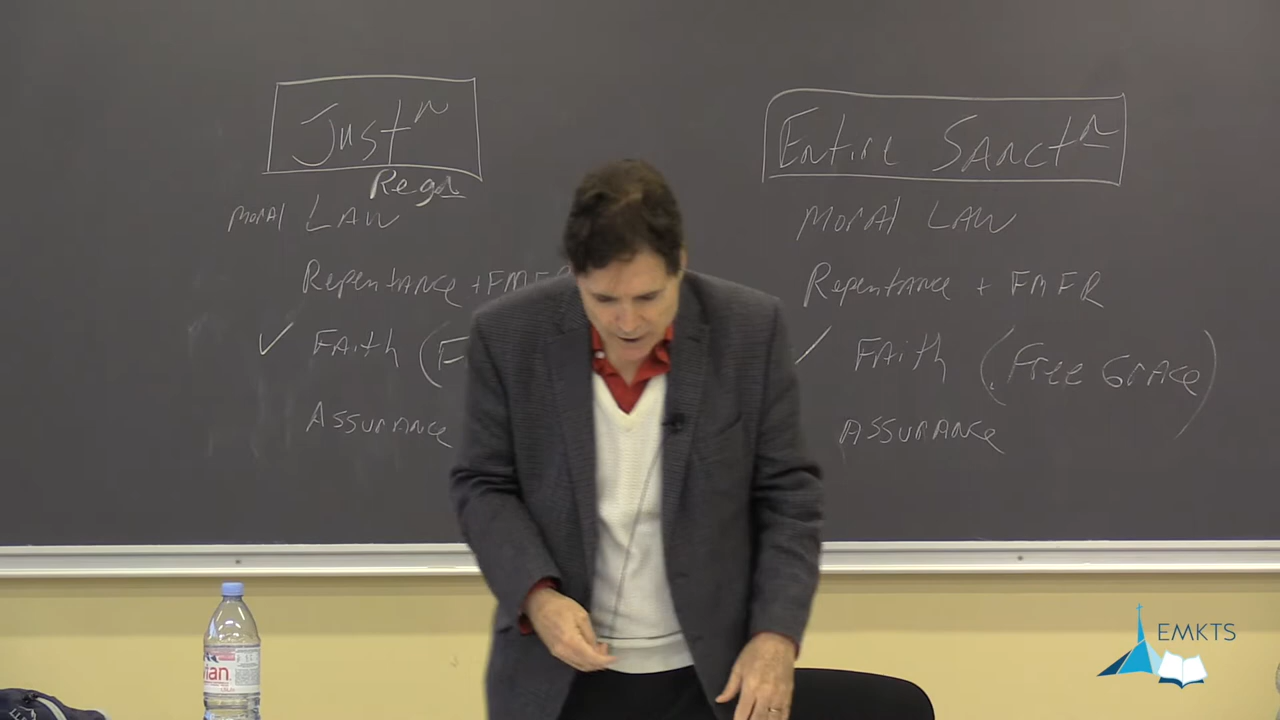 Justn
Regn
Moral Law
Repentance + FMFR
Faith (F
Assurance
Entire Sanctn
Moral Law
Repentance + FMFR
Faith (Free Grace)
Assurance
evian
EMKTS